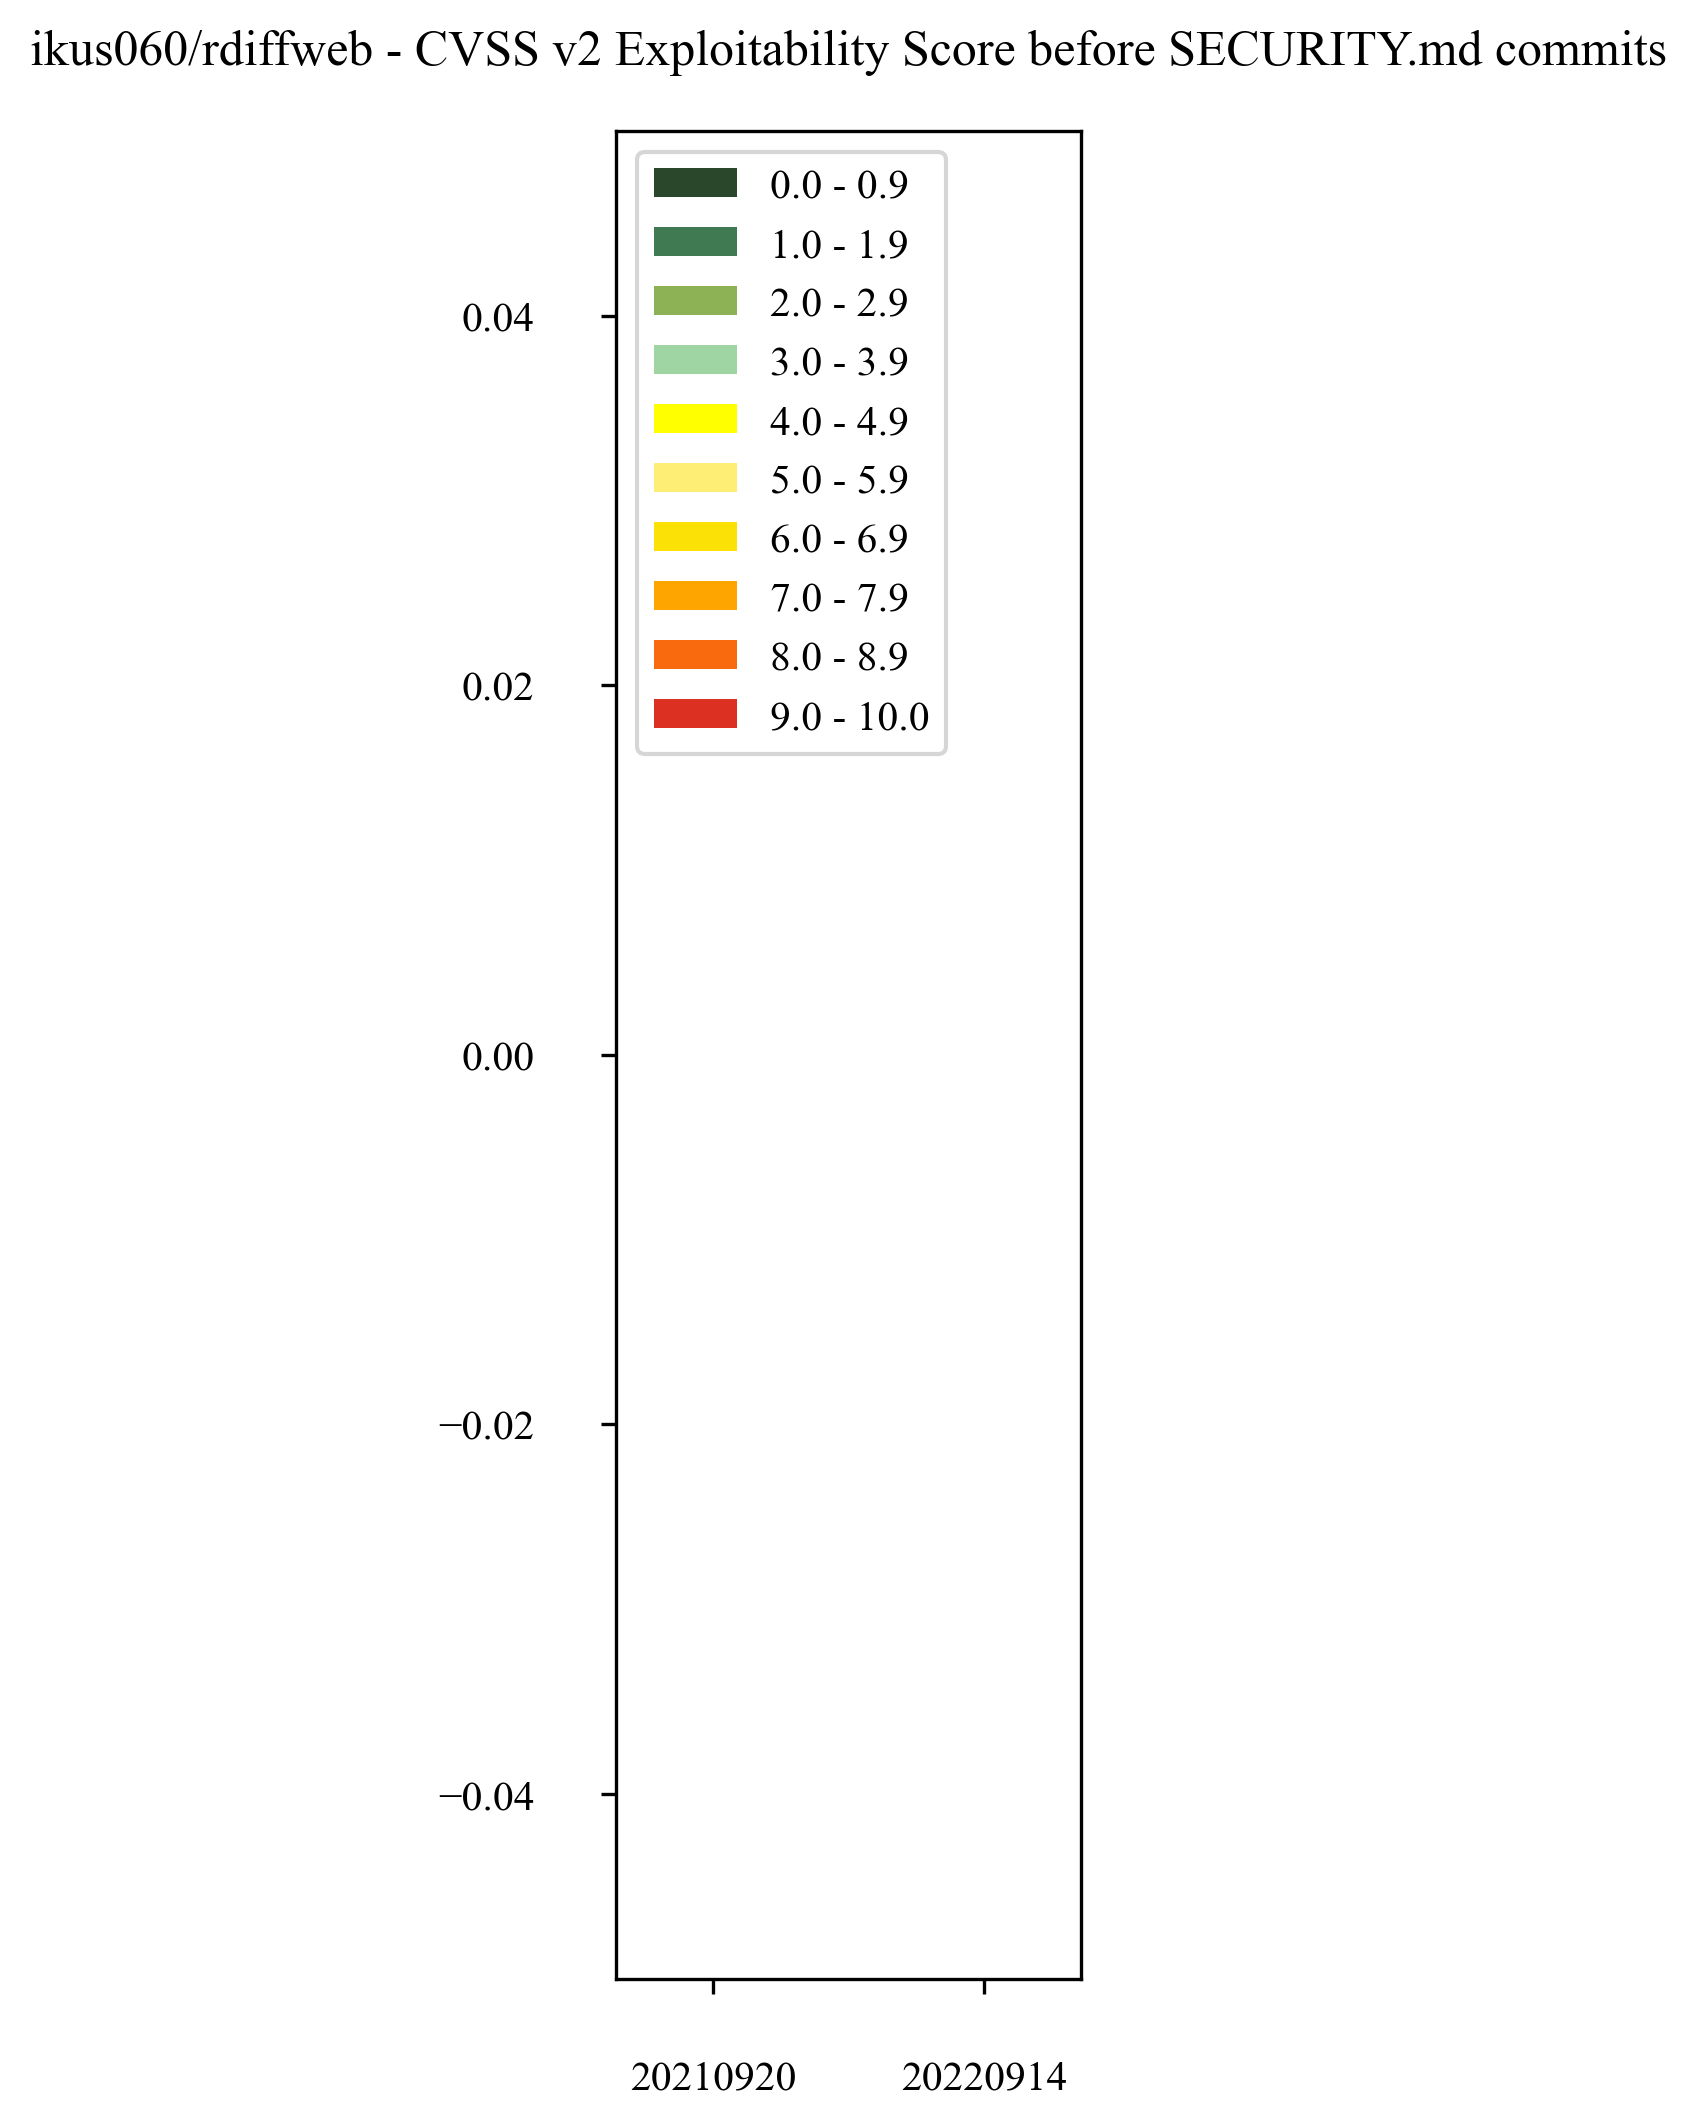 ikus060/rdiffweb - CVSS v2 Exploitability Score before SECURITY.md commits
0.0 - 0.9
1.0 - 1.9
2.0 - 2.9
3.0 - 3.9
4.0 - 4.9
5.0 - 5.9
6.0 - 6.9
7.0 - 7.9
8.0 - 8.9
9.0 - 10.0
0.04
0.02
0.00
−0.02
−0.04
20210920 20220914